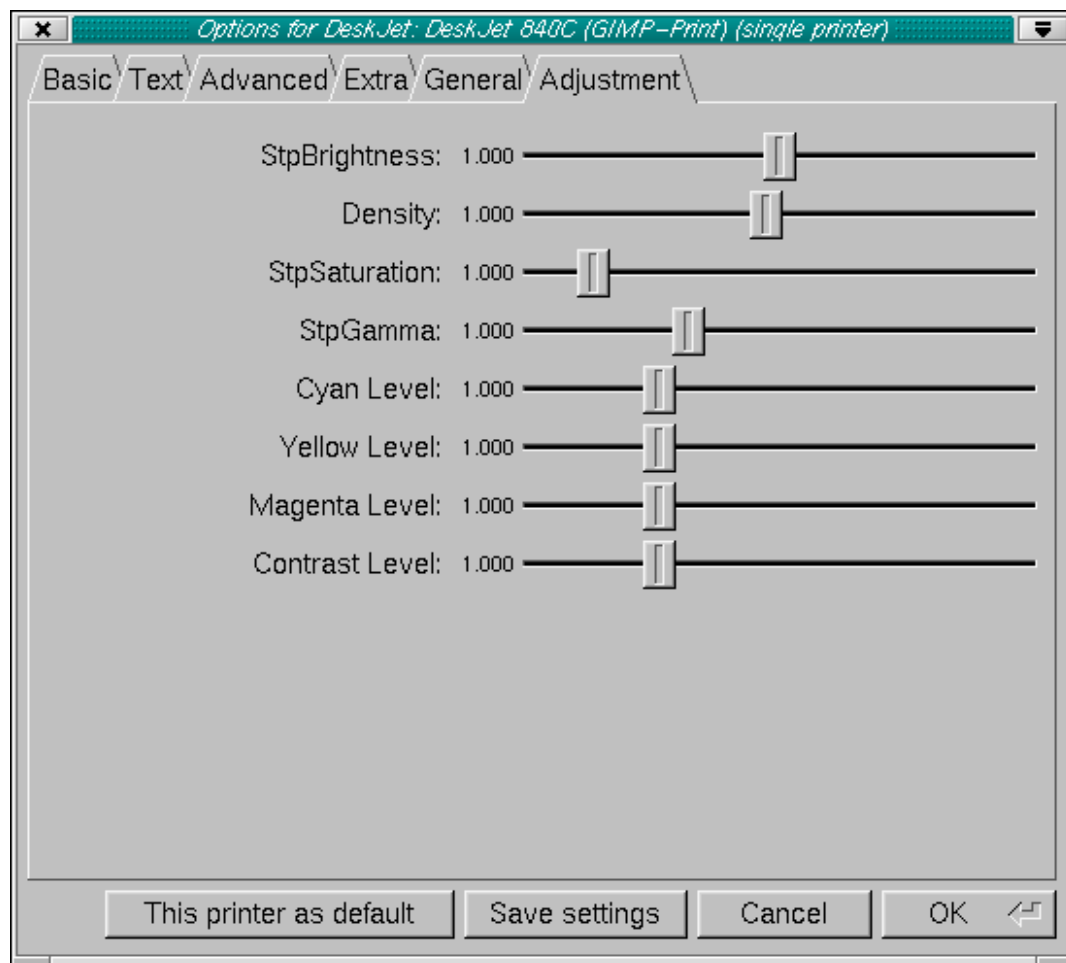 Options for DeskJet: DeskJet 840C (GIMP-Print) (single printer)
Basic Text Advanced Extra General Adjustment
StpBrightness: 1.000
Density: 1.000
StpSaturation: 1.000
StpGamma: 1.000
Cyan Level: 1.000
Yellow Level: 1.000
Magenta Level: 1.000
Contrast Level: 1.000
This printer as default Save settings Cancel OK